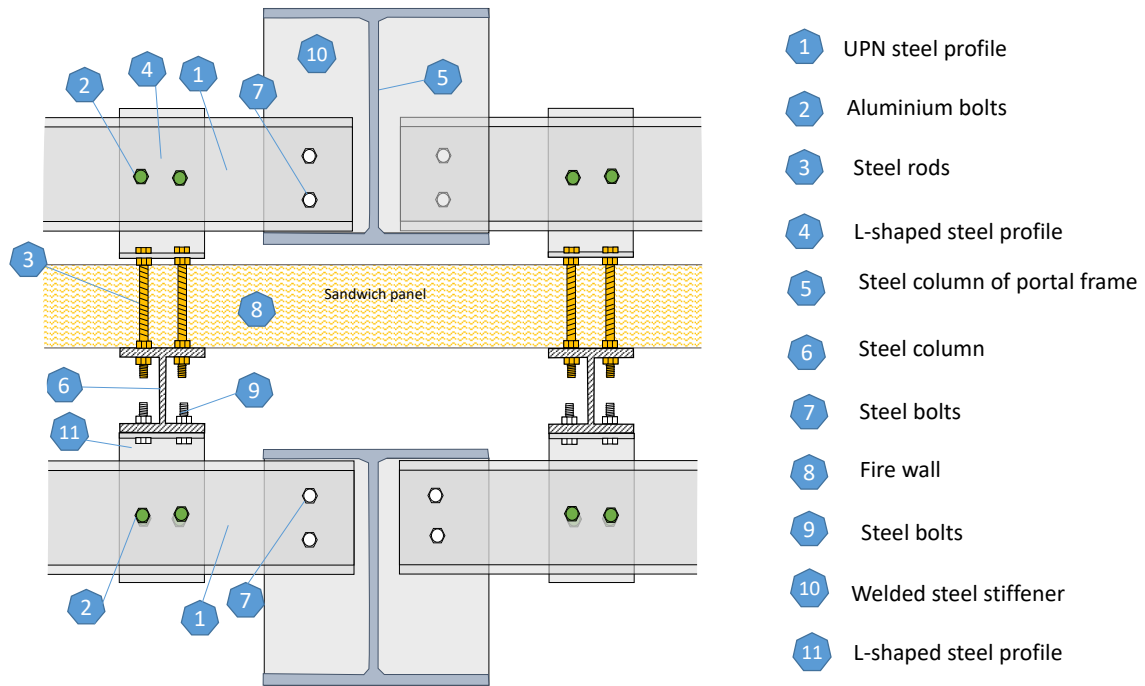 10
5
2
4
1
7
3
Sandwich panel
8
6
9
11
2
1
7
1 UPN steel profile
2 Aluminium bolts
3 Steel rods
4 L-shaped steel profile
5 Steel column of portal frame
6 Steel column
7 Steel bolts
8 Fire wall
9 Steel bolts
10 Welded steel stiffener
11 L-shaped steel profile